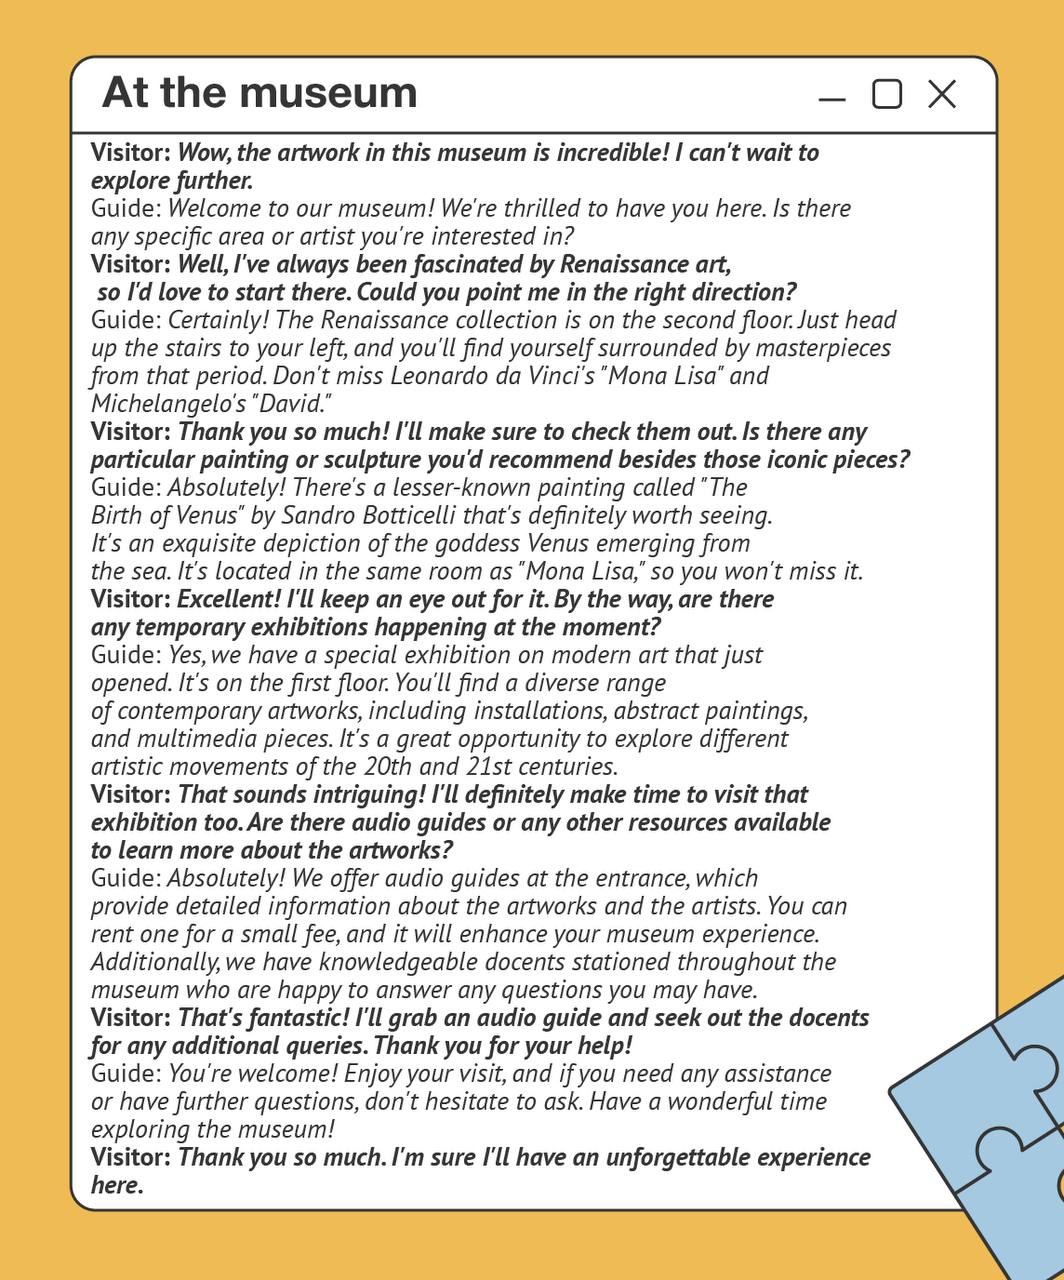 At the museum
Visitor: Wow, the artwork in this museum is incredible! I can't wait to
explore further.
Guide: Welcome to our museum! We're thrilled to have you here. Is there
any specific area or artist you're interested in?
Visitor: Well, I've always been fascinated by Renaissance art,
so I'd love to start there. Could you point me in the right direction?
Guide: Certainly! The Renaissance collection is on the second floor. Just head
up the stairs to your left, and you'll find yourself surrounded by masterpieces
from that period. Don't miss Leonardo da Vinci's "Mona Lisa" and
Michelangelo's "David."
Visitor: Thank you so much! I'll make sure to check them out. Is there any
particular painting or sculpture you'd recommend besides those iconic pieces?
Guide: Absolutely! There's a lesser-known painting called "The
Birth of Venus" by Sandro Botticelli that's definitely worth seeing.
It's an exquisite depiction of the goddess Venus emerging from
the sea. It's located in the same room as "Mona Lisa," so you won't miss it.
Visitor: Excellent! I'll keep an eye out for it. By the way, are there
any temporary exhibitions happening at the moment?
Guide: Yes, we have a special exhibition on modern art that just
opened. It's on the first floor. You'll find a diverse range
of contemporary artworks, including installations, abstract paintings,
and multimedia pieces. It's a great opportunity to explore different
artistic movements of the 20th and 21st centuries.
Visitor: That sounds intriguing! I'll definitely make time to visit that
exhibition too. Are there audio guides or any other resources available
to learn more about the artworks?
Guide: Absolutely! We offer audio guides at the entrance, which
provide detailed information about the artworks and the artists. You can
rent one for a small fee, and it will enhance your museum experience.
Additionally, we have knowledgeable docents stationed throughout the
museum who are happy to answer any questions you may have.
Visitor: That's fantastic! I'll grab an audio guide and seek out the docents
for any additional queries. Thank you for your help!
Guide: You're welcome! Enjoy your visit, and if you need any assistance
or have further questions, don't hesitate to ask. Have a wonderful time
exploring the museum!
Visitor: Thank you so much. I'm sure I'll have an unforgettable experience
here.